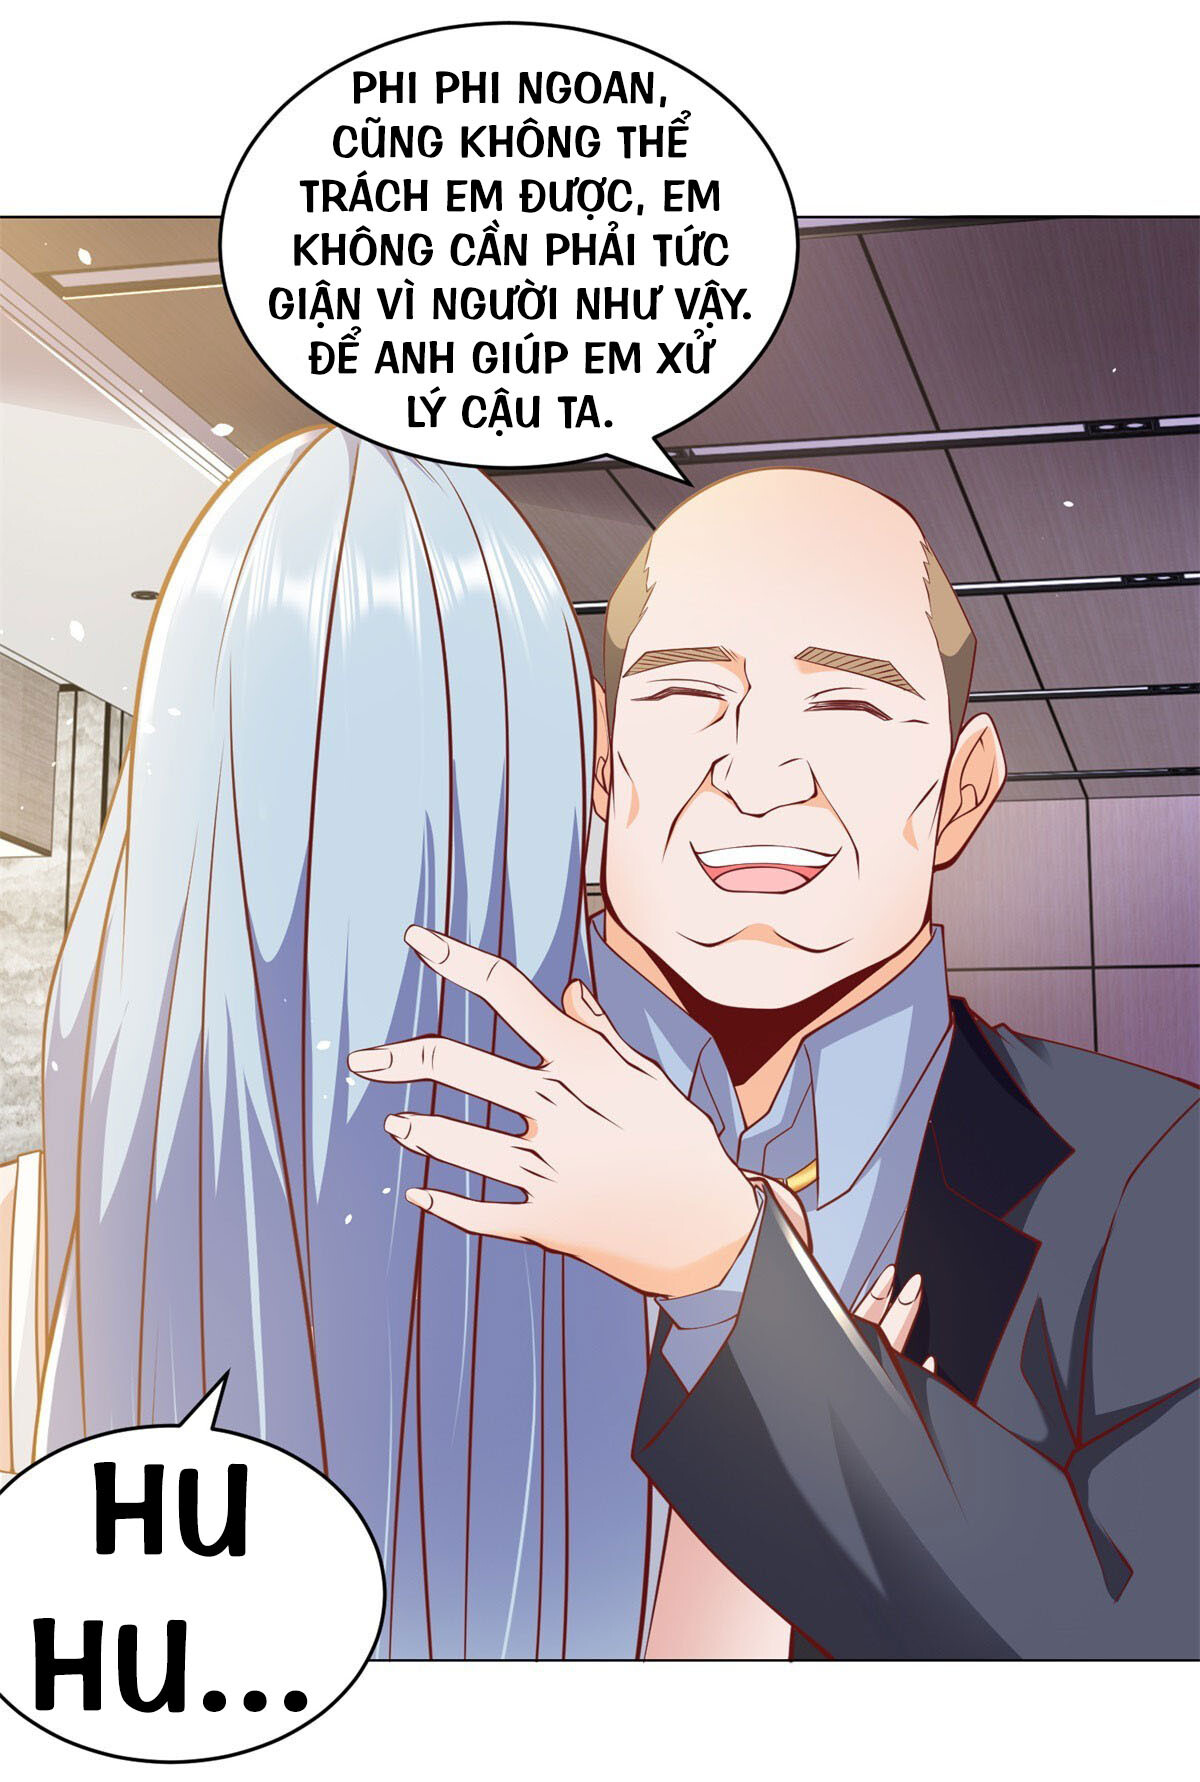 PHI PHI NGOAN,
CŨNG KHÔNG THỂ
TRÁCH EM ĐƯỢC, EM
KHÔNG CẦN PHẢI TỨC
GIẬN VÌ NGƯỜI NHƯ VẬY.
ĐỂ ANH GIÚP EM XỬ
LÝ CẬU TA.
HU
HU...